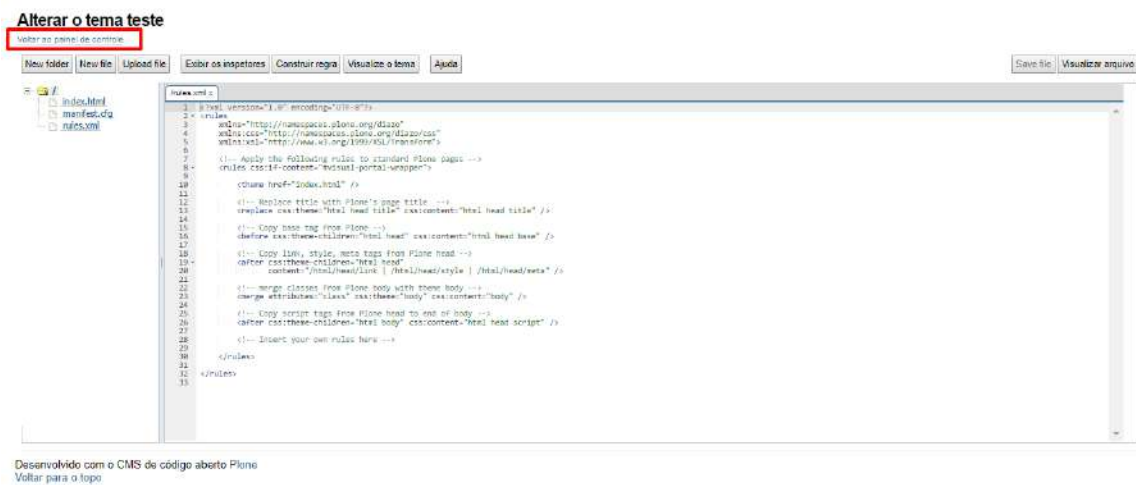 Alterar o tema teste
Voltar ao painel de controle
New folder New file Upload file Exibir os inspetores Construir regra Visualize o tema Ajuda Save file Visualizar arquivo
/
index.html
manifest.cfg
rules.xml
rules.xml
1 <?xml version="1.0" encoding="UTF-8"?>
2 <rules
3 xmlns="http://namespaces.plone.org/diazo"
4 xmlns:css="http://namespaces.plone.org/diazo/css"
5 xmlns:xsl="http://www.w3.org/1999/XSL/Transform">
6
7 <!-- Apply the following rules to standard Plone pages -->
8 <rules css:if-content="#visual-portal-wrapper">
9
10 <theme href="index.html" />
11
12 <!-- Replace title with Plone's page title -->
13 <replace css:theme="html head title" css:content="html head title" />
14
15 <!-- Copy base tag from Plone -->
16 <before css:theme-children="html head" css:content="html head base" />
17
18 <!-- Copy link, style, meta tags from Plone head -->
19 <after css:theme-children="html head"
20 content="/html/head/link | /html/head/style | /html/head/meta" />
21
22 <!-- merge classes from Plone body with theme body -->
23 <merge attributes="class" css:theme="body" css:content="body" />
24
25 <!-- Copy script tags from Plone head to end of body -->
26 <after css:theme-children="html body" css:content="html head script" />
27
28 <!-- Insert your own rules here -->
29
30 </rules>
31
32 </rules>
33
Desenvolvido com o CMS de código aberto Plone
Voltar para o topo